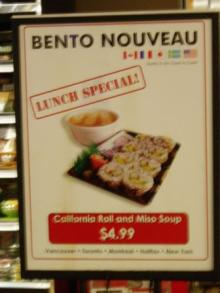 BENTO NOUVEAU
LUNCH SPECIAL!
California Roll and Miso Soup
$4.99
Vancouver • Toronto • Montreal • Halifax • New York